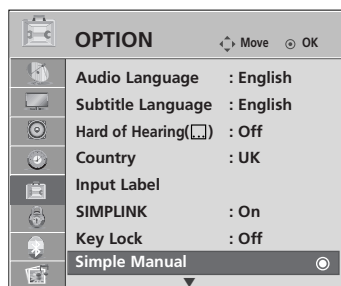 OPTION Move OK
Audio Language : English
Subtitle Language : English
Hard of Hearing( ) : Off
Country : UK
Input Label
SIMPLINK : On
Key Lock : Off
Simple Manual